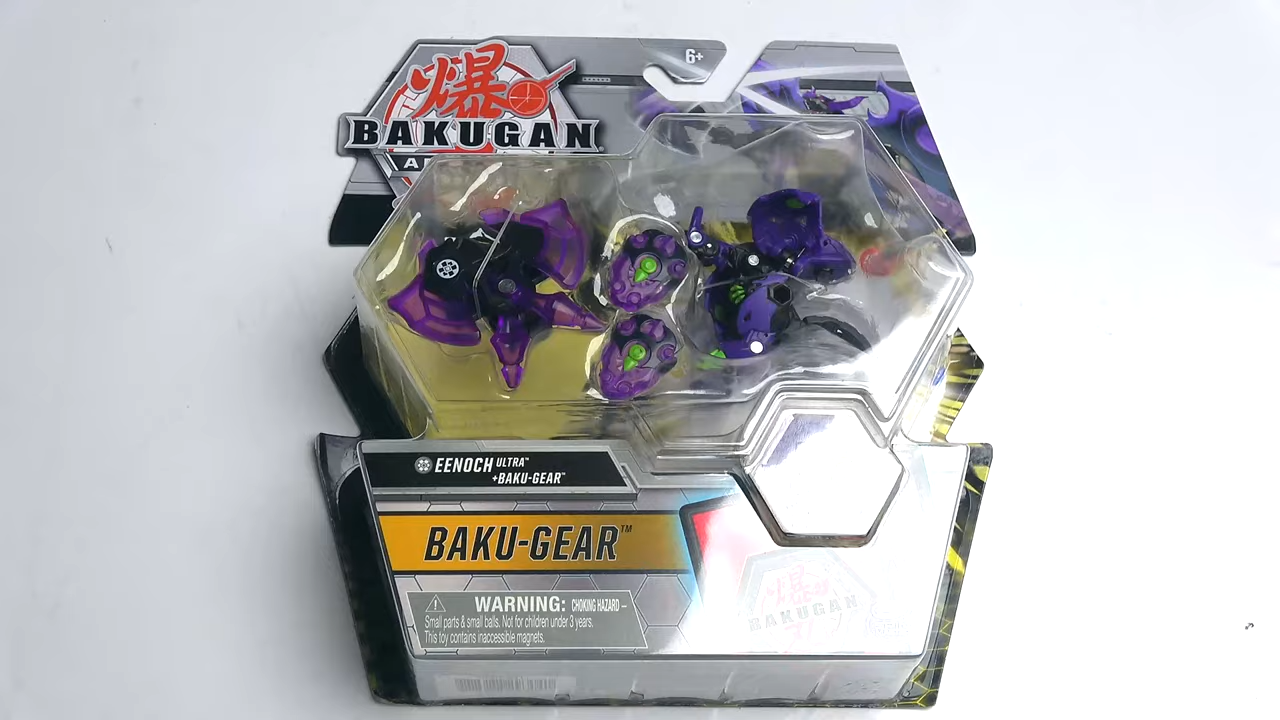 6+
爆
BAKUGAN
EENOCH ULTRA™
+BAKU-GEAR™
BAKU-GEAR™
WARNING: CHOKING HAZARD –
Small parts & small balls. Not for children under 3 years.
This toy contains inaccessible magnets.
爆
BAKUGAN